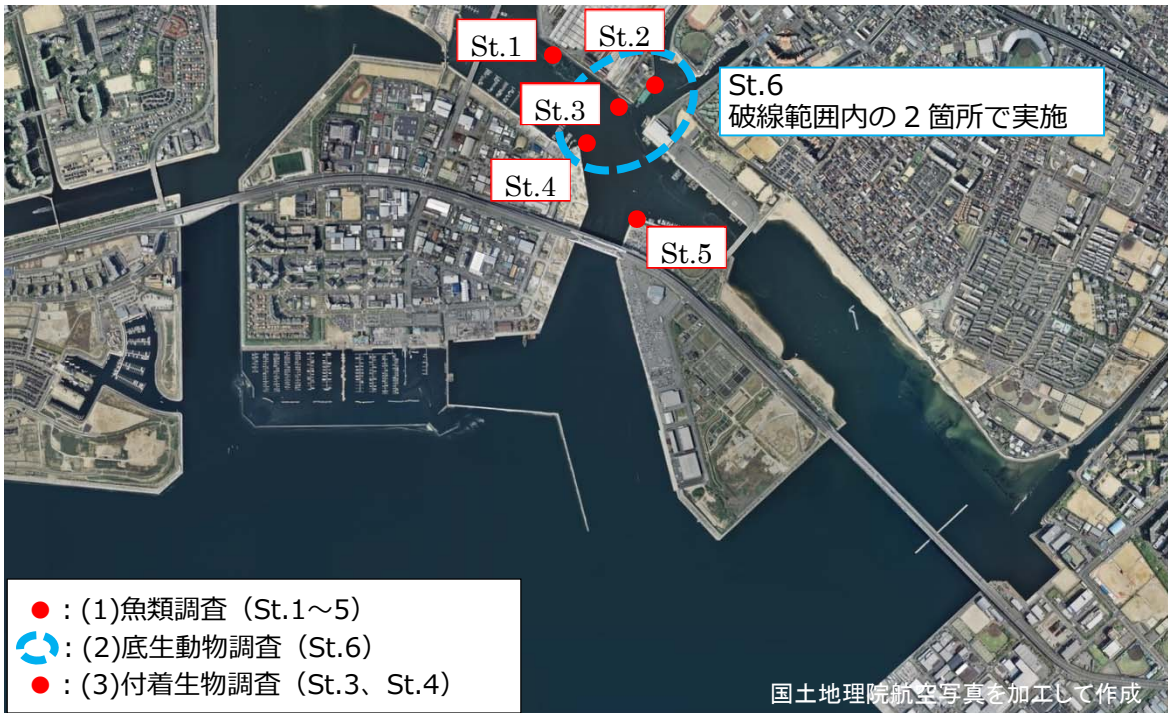 St.1
St.2
St.3
St.4
St.5
St.6
破線範囲内の 2 箇所で実施
: (1)魚類調査(St.1~5)
: (2)底生動物調査(St.6)
: (3)付着生物調査(St.3、St.4)
国土地理院航空写真を加工して作成